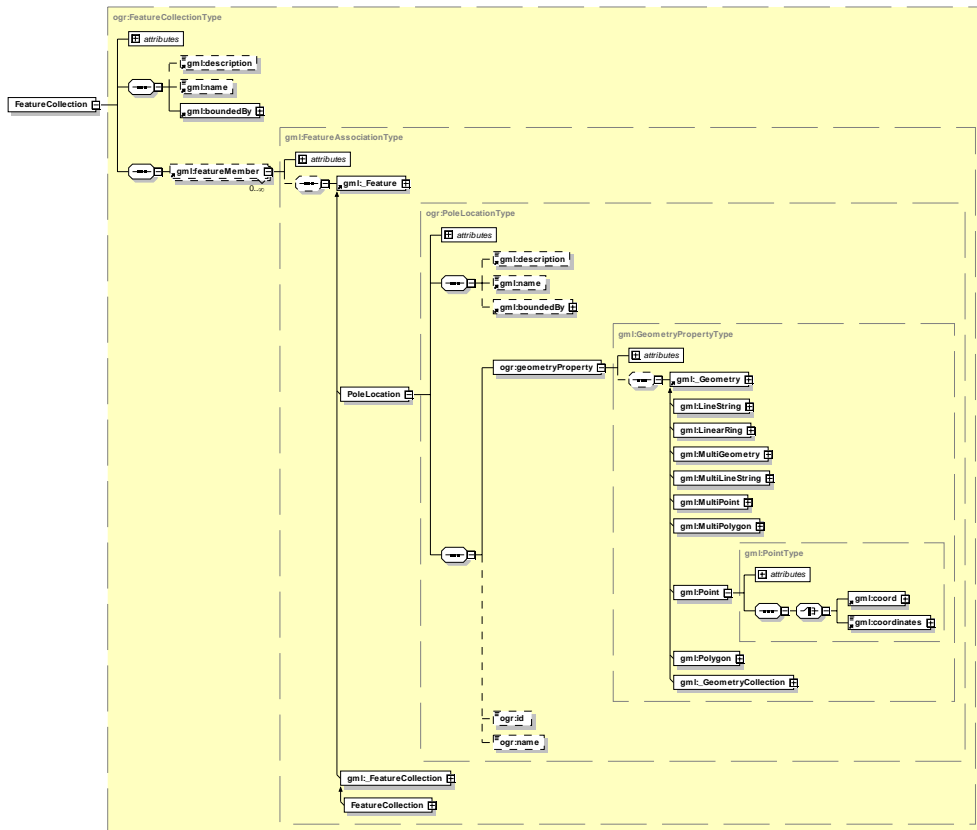 ogr:FeatureCollectionType
attributes
gml:description
gml:name
FeatureCollection
gml:boundedBy
gml:FeatureAssociationType
attributes
gml:featureMember
0..∞
gml:_Feature
ogr:PoleLocationType
attributes
gml:description
gml:name
gml:boundedBy
gml:GeometryPropertyType
attributes
ogr:geometryProperty
gml:_Geometry
PoleLocation
gml:LineString
gml:LinearRing
gml:MultiGeometry
gml:MultiLineString
gml:MultiPoint
gml:MultiPolygon
gml:PointType
attributes
gml:Point
gml:coord
gml:coordinates
gml:Polygon
gml:_GeometryCollection
ogr:id
ogr:name
gml:_FeatureCollection
FeatureCollection